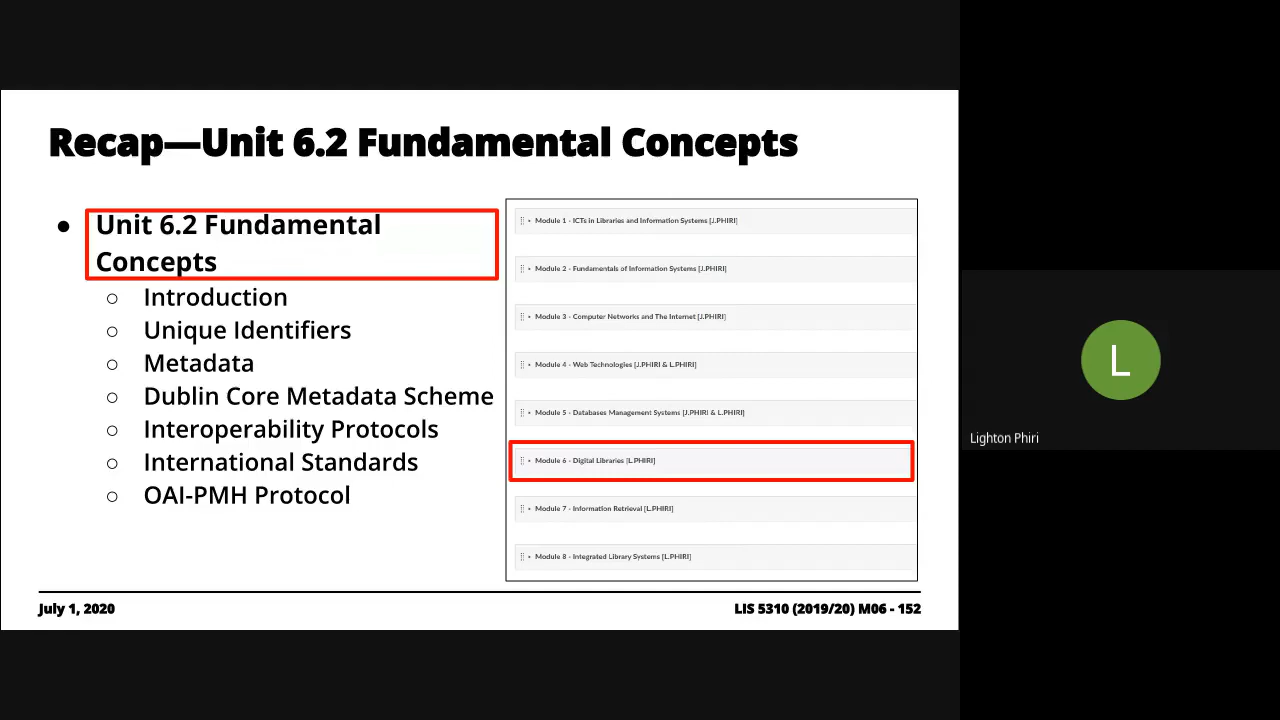 Recap—Unit 6.2 Fundamental Concepts
● Unit 6.2 Fundamental
Concepts
○ Introduction
○ Unique Identifiers
○ Metadata
○ Dublin Core Metadata Scheme
○ Interoperability Protocols
○ International Standards
○ OAI-PMH Protocol
Module 1 - ICTs in Libraries and Information Systems [J.PHIRI]
Module 2 - Fundamentals of Information Systems [J.PHIRI]
Module 3 - Computer Networks and The Internet [J.PHIRI]
Module 4 - Web Technologies [J.PHIRI & L.PHIRI]
Module 5 - Databases Management Systems [J.PHIRI & L.PHIRI]
Module 6 - Digital Libraries [L.PHIRI]
Module 7 - Information Retrieval [L.PHIRI]
Module 8 - Integrated Library Systems [L.PHIRI]
July 1, 2020
LIS 5310 (2019/20) M06 - 152
L
Lighton Phiri